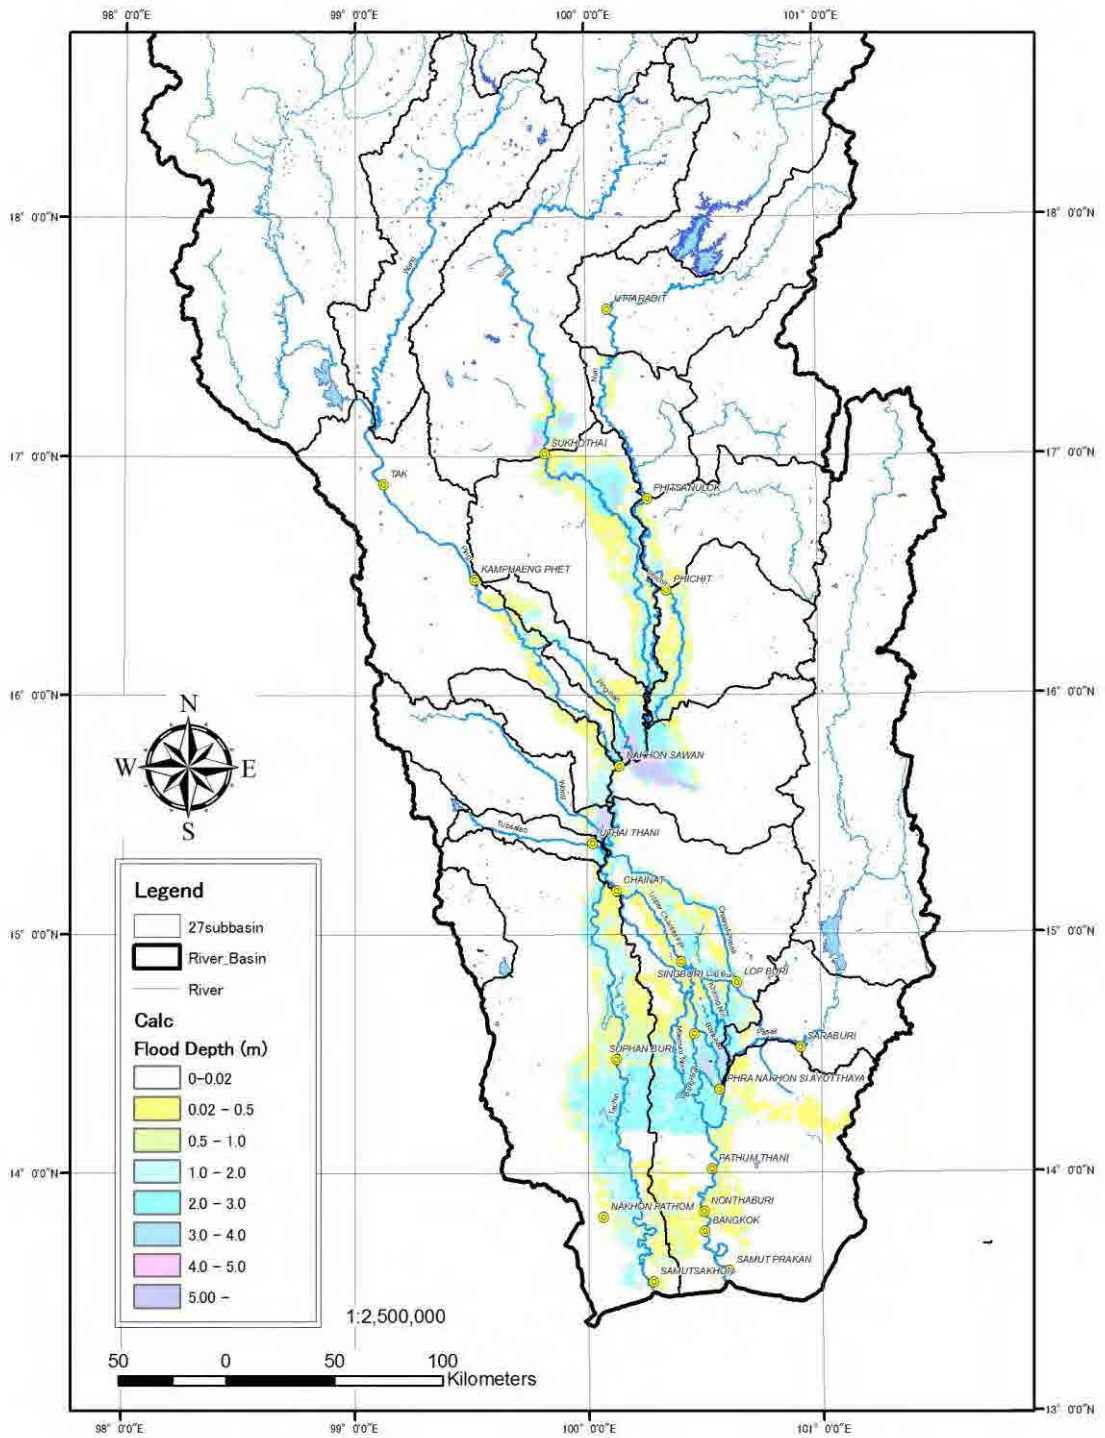 98° 0'0"E
99° 0'0"E
100° 0'0"E
101° 0'0"E
18° 0'0"N
18° 0'0"N
Wang
Yom
UTTARADIT
Nan
SUKHOTHAI
17° 0'0"N
17° 0'0"N
TAK
PHITSANULOK
Ping
KAMPHAENG PHET
PHICHIT
16° 0'0"N
16° 0'0"N
N
W
E
S
NAKHON SAWAN
Tubsalao
UTHAI THANI
CHAINAT
15° 0'0"N
15° 0'0"N
SINGBURI
LOP BURI
Pasak
SARABURI
SUPHAN BURI
PHRA NAKHON SI AYUTTHAYA
Tachin
14° 0'0"N
14° 0'0"N
PATHUM THANI
NAKHON PATHOM
NONTHABURI
BANGKOK
SAMUT PRAKAN
SAMUTSAKHON
13° 0'0"N
Legend
27subbasin
River_Basin
River
Calc
Flood Depth (m)
0-0.02
0.02 - 0.5
0.5 - 1.0
1.0 - 2.0
2.0 - 3.0
3.0 - 4.0
4.0 - 5.0
5.00 -
1:2,500,000
50
0
50
100
Kilometers
98° 0'0"E
99° 0'0"E
100° 0'0"E
101° 0'0"E